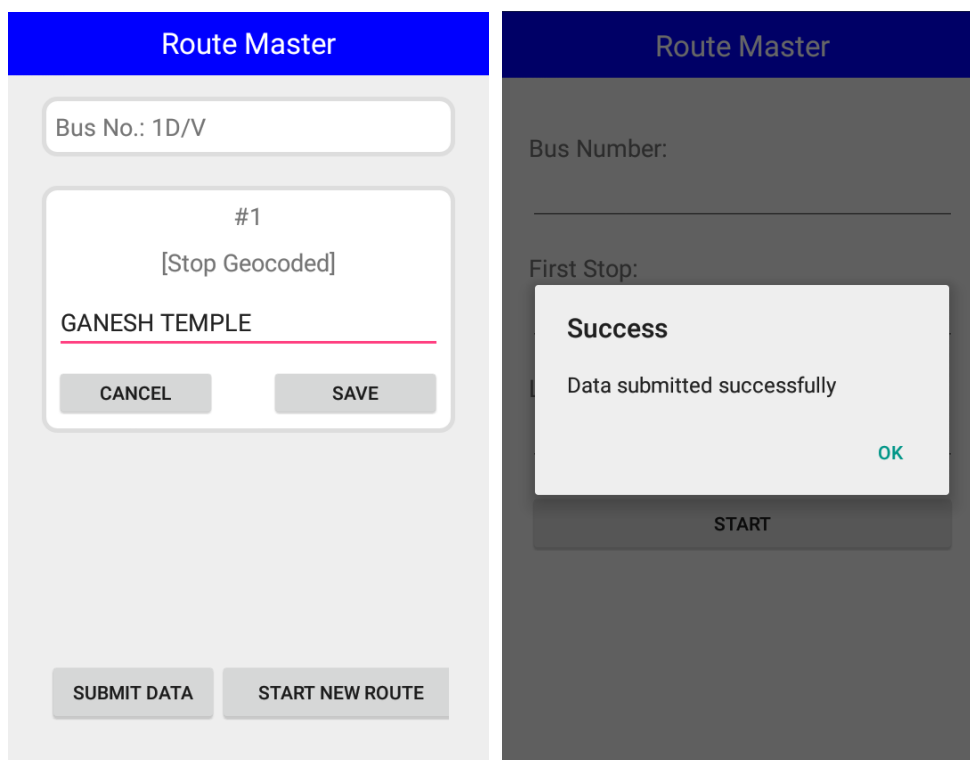 Route Master
Bus No.: 1D/V
#1
[Stop Geocoded]
GANESH TEMPLE
CANCEL SAVE
SUBMIT DATA START NEW ROUTE
Route Master
Bus Number:
First Stop:
Success
Data submitted successfully
OK
START